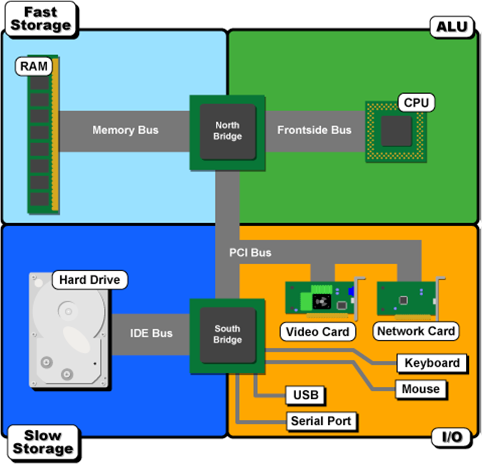 Fast
Storage
ALU
RAM
CPU
Memory Bus
North
Bridge
Frontside Bus
PCI Bus
Hard Drive
IDE Bus
South
Bridge
Video Card
Network Card
Keyboard
Mouse
USB
Serial Port
Slow
Storage
I/O